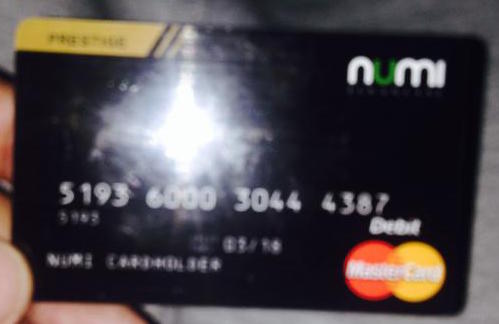 PRESTIGE
numi
5193 6000 3044 4387
5193
03/18
NUMI CARDHOLDER
Debit
MasterCard